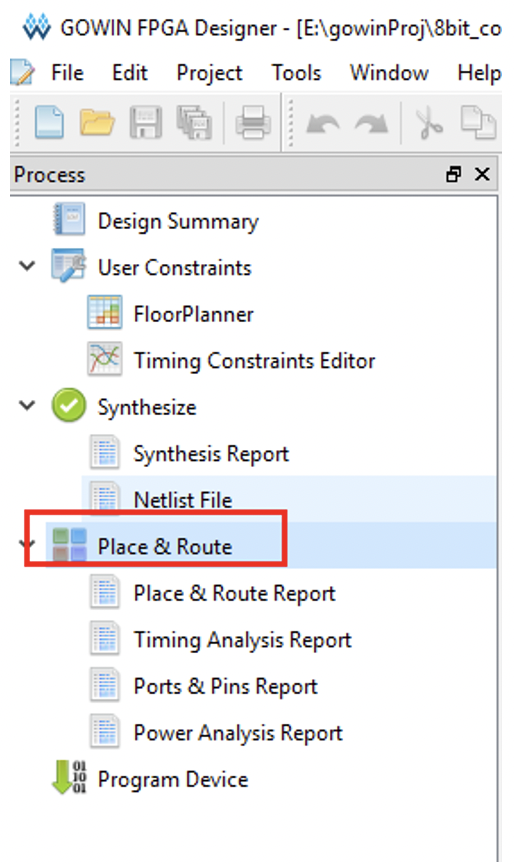 GOWIN FPGA Designer - [E:\gowinProj\8bit_co
File Edit Project Tools Window Help
Process
Design Summary
User Constraints
FloorPlanner
Timing Constraints Editor
Synthesize
Synthesis Report
Netlist File
Place & Route
Place & Route Report
Timing Analysis Report
Ports & Pins Report
Power Analysis Report
Program Device